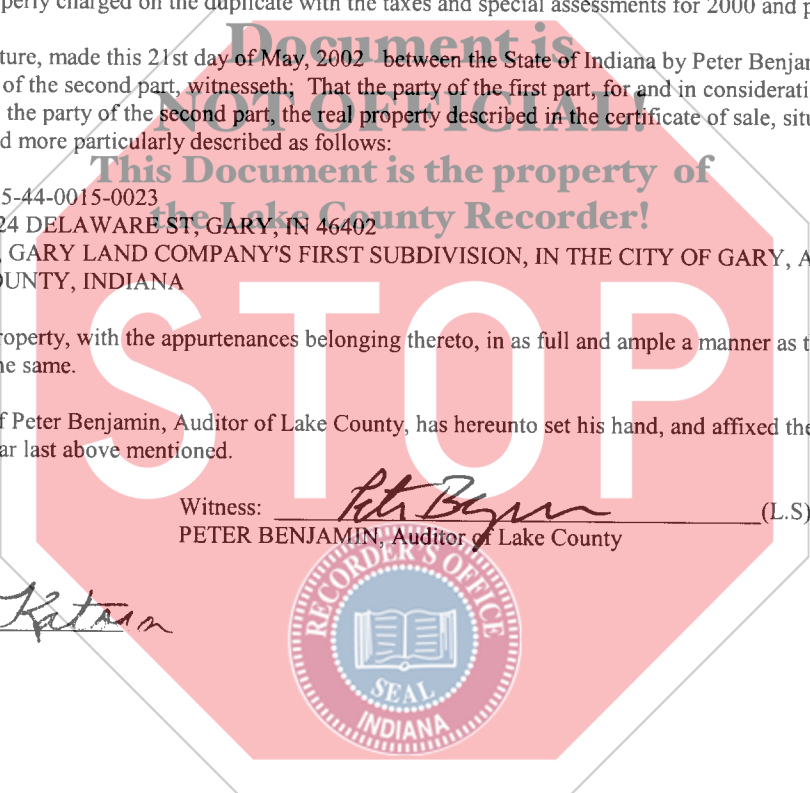 perly charged on the duplicate with the taxes and special assessments for 2000 and p
Document is
ture, made this 21st day of May, 2002 between the State of Indiana by Peter Benjam
of the second part, witnesseth; That the party of the first part, for and in considerati
NOT OFFICIAL!
the party of the second part, the real property described in the certificate of sale, situ
d more particularly described as follows:
This Document is the property of
5-44-0015-0023
the Lake County Recorder!
24 DELAWARE ST, GARY, IN 46402
, GARY LAND COMPANY'S FIRST SUBDIVISION, IN THE CITY OF GARY, A
OUNTY, INDIANA
STOP
roperty, with the appurtenances belonging thereto, in as full and ample a manner as t
he same.
f Peter Benjamin, Auditor of Lake County, has hereunto set his hand, and affixed the
ar last above mentioned.
Witness: (L.S)
PETER BENJAMIN, Auditor of Lake County
RECORDER'S OFFICE
SEAL
INDIANA